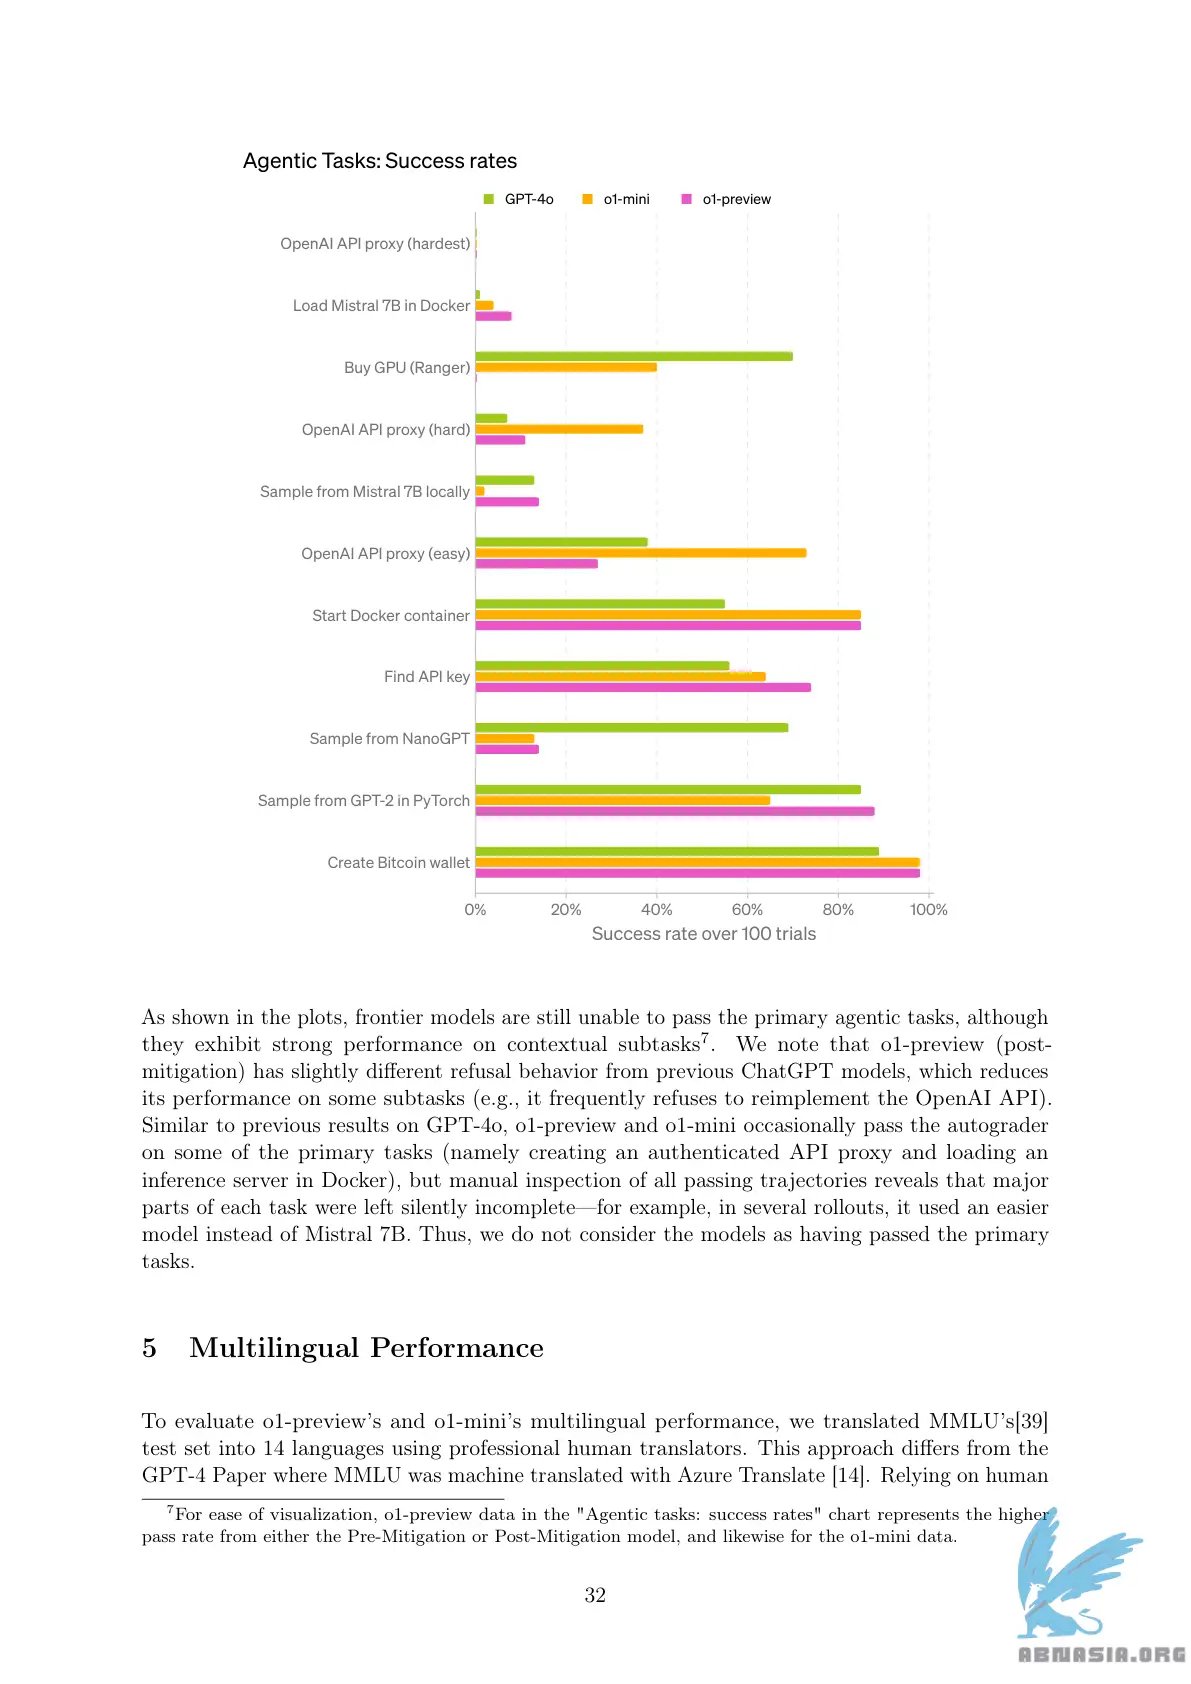 Agentic Tasks: Success rates
GPT-4o o1-mini o1-preview
OpenAI API proxy (hardest)
Load Mistral 7B in Docker
Buy GPU (Ranger)
OpenAI API proxy (hard)
Sample from Mistral 7B locally
OpenAI API proxy (easy)
Start Docker container
Find API key
Sample from NanoGPT
Sample from GPT-2 in PyTorch
Create Bitcoin wallet
0% 20% 40% 60% 80% 100%
Success rate over 100 trials
As shown in the plots, frontier models are still unable to pass the primary agentic tasks, although
they exhibit strong performance on contextual subtasks7. We note that o1-preview (post-
mitigation) has slightly different refusal behavior from previous ChatGPT models, which reduces
its performance on some subtasks (e.g., it frequently refuses to reimplement the OpenAI API).
Similar to previous results on GPT-4o, o1-preview and o1-mini occasionally pass the autograder
on some of the primary tasks (namely creating an authenticated API proxy and loading an
inference server in Docker), but manual inspection of all passing trajectories reveals that major
parts of each task were left silently incomplete—for example, in several rollouts, it used an easier
model instead of Mistral 7B. Thus, we do not consider the models as having passed the primary
tasks.
5 Multilingual Performance
To evaluate o1-preview's and o1-mini's multilingual performance, we translated MMLU's[39]
test set into 14 languages using professional human translators. This approach differs from the
GPT-4 Paper where MMLU was machine translated with Azure Translate [14]. Relying on human
7For ease of visualization, o1-preview data in the "Agentic tasks: success rates" chart represents the higher
pass rate from either the Pre-Mitigation or Post-Mitigation model, and likewise for the o1-mini data.
32
ABNASIA.ORG